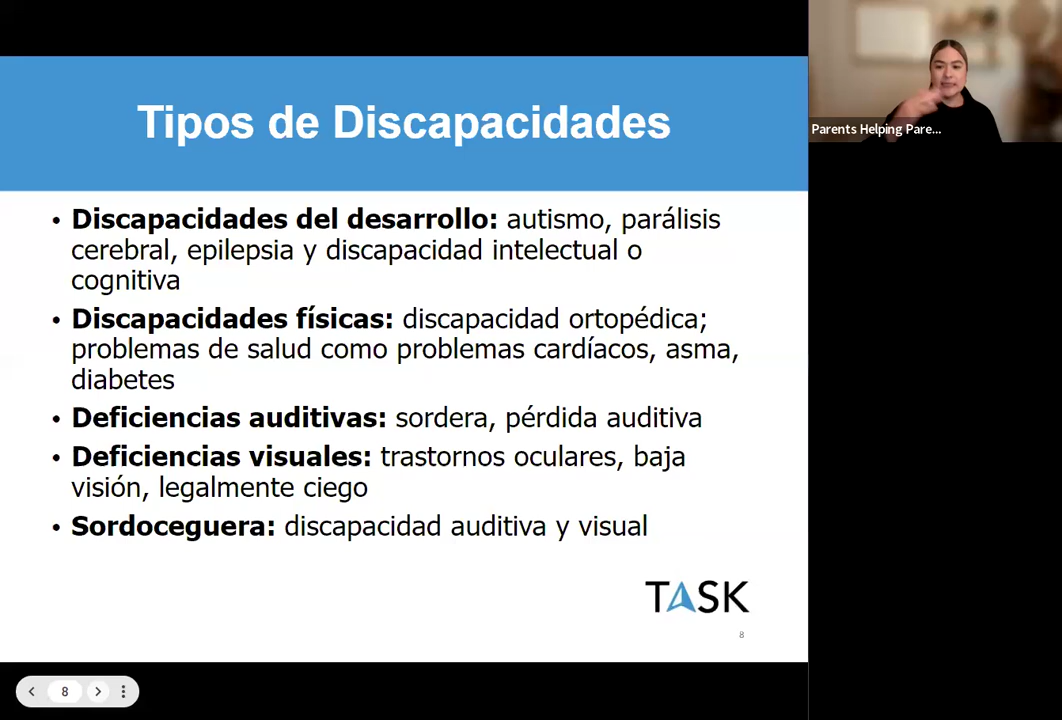 Tipos de Discapacidades
• Discapacidades del desarrollo: autismo, parálisis
cerebral, epilepsia y discapacidad intelectual o
cognitiva
• Discapacidades físicas: discapacidad ortopédica;
problemas de salud como problemas cardíacos, asma,
diabetes
• Deficiencias auditivas: sordera, pérdida auditiva
• Deficiencias visuales: trastornos oculares, baja
visión, legalmente ciego
• Sordoceguera: discapacidad auditiva y visual
TASK
8
8
Parents Helping Pare...